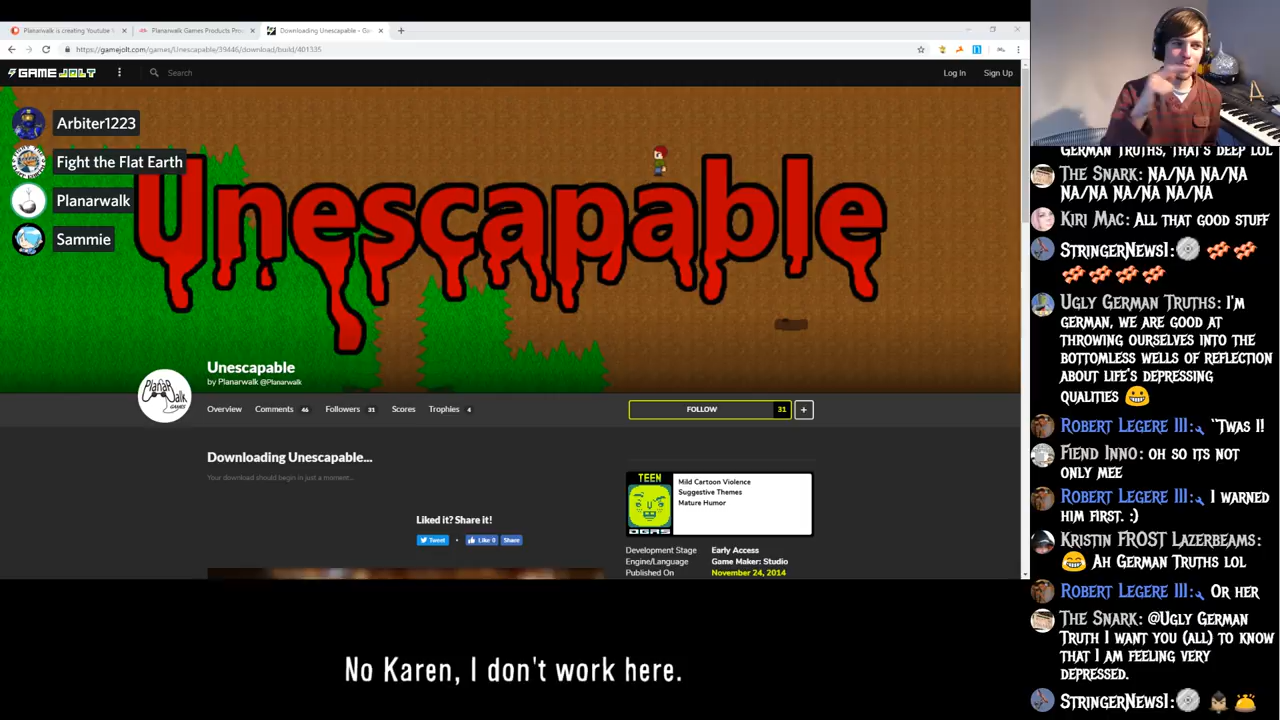 Planarwalk is creating Youtube
Planarwalk Games Products Pro
Downloading Unescapable - Ga
https://gamejolt.com/games/Unescapable/39446/download/build/401335
GAMEJOLT
Search
Log In
Sign Up
Arbiter1223
Fight the Flat Earth
Planarwalk
Sammie
Unescapable
Unescapable
by Planarwalk @Planarwalk
PlanarWalk
GAMES
Overview
Comments 46
Followers 31
Scores
Trophies 4
FOLLOW 31
+
Downloading Unescapable...
Your download should begin in just a moment...
Liked it? Share it!
Tweet
Like 0
Share
TEEN
DGAS
Mild Cartoon Violence
Suggestive Themes
Mature Humor
Development Stage Early Access
Engine/Language Game Maker: Studio
Published On November 24, 2014
No Karen, I don't work here.
GERMAN TRUTHS, THAT'S DEEP LOL
THE SNARK: NA/NA NA/NA
NA/NA NA/NA NA/NA
KIRI MAC: ALL THAT GOOD STUFF
STRINGERNEWS1:
UGLY GERMAN TRUTHS: I'M
GERMAN, WE ARE GOOD AT
THROWING OURSELVES INTO THE
BOTTOMLESS WELLS OF REFLECTION
ABOUT LIFE'S DEPRESSING
QUALITIES
ROBERT LEGERE III: `TWAS I!
FIEND INNO: OH SO ITS NOT
ONLY MEE
ROBERT LEGERE III: I WARNED
HIM FIRST. :)
KRISTIN FROST LAZERBEAMS:
AH GERMAN TRUTHS LOL
ROBERT LEGERE III: OR HER
THE SNARK: @UGLY GERMAN
TRUTH I WANT YOU (ALL) TO KNOW
THAT I AM FEELING VERY
DEPRESSED.
STRINGERNEWS1: